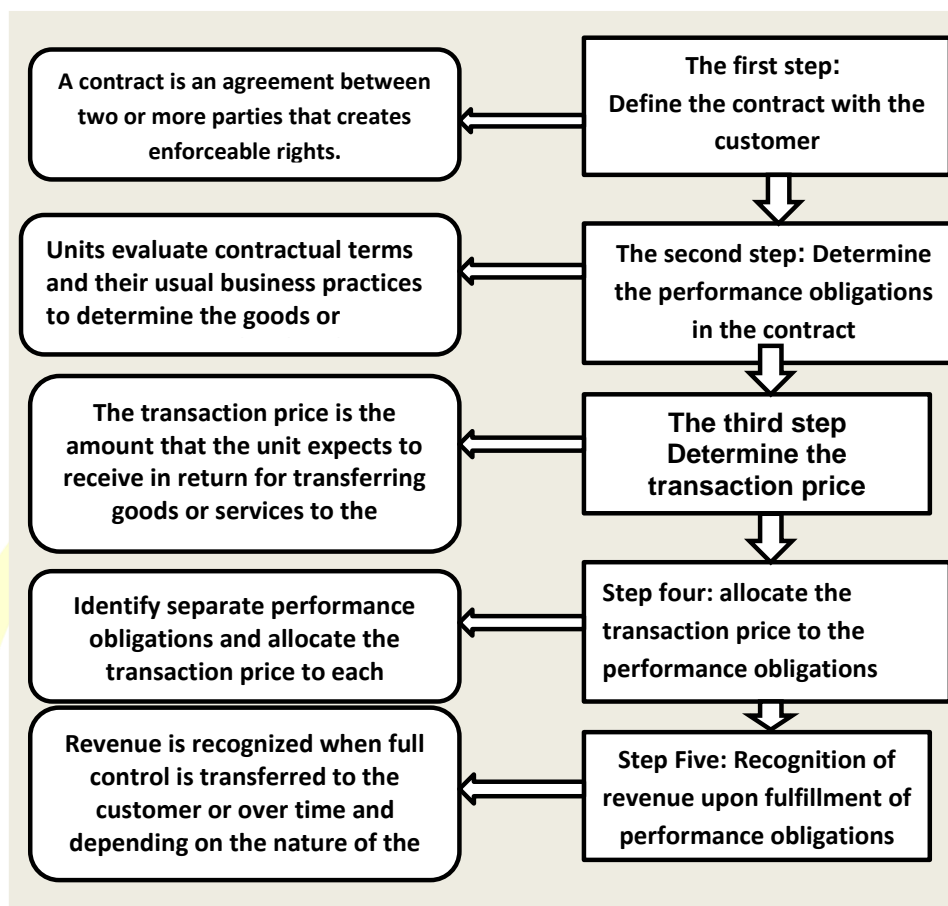 The first step:
Define the contract with the
customer
A contract is an agreement between
two or more parties that creates
enforceable rights.
The second step: Determine
the performance obligations
in the contract
Units evaluate contractual terms
and their usual business practices
to determine the goods or
The third step
Determine the
transaction price
The transaction price is the
amount that the unit expects to
receive in return for transferring
goods or services to the
Step four: allocate the
transaction price to the
performance obligations
Identify separate performance
obligations and allocate the
transaction price to each
Step Five: Recognition of
revenue upon fulfillment of
performance obligations
Revenue is recognized when full
control is transferred to the
customer or over time and
depending on the nature of the